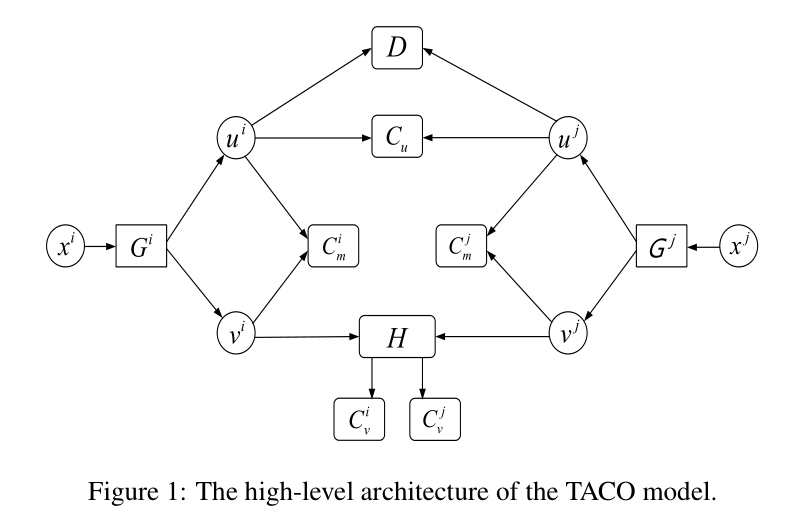 D
u^i
C_u
u^j
x^i
G^i
C_m^i
C_m^j
G^j
x^j
v^i
H
v^j
C_v^i
C_v^j
Figure 1: The high-level architecture of the TACO model.